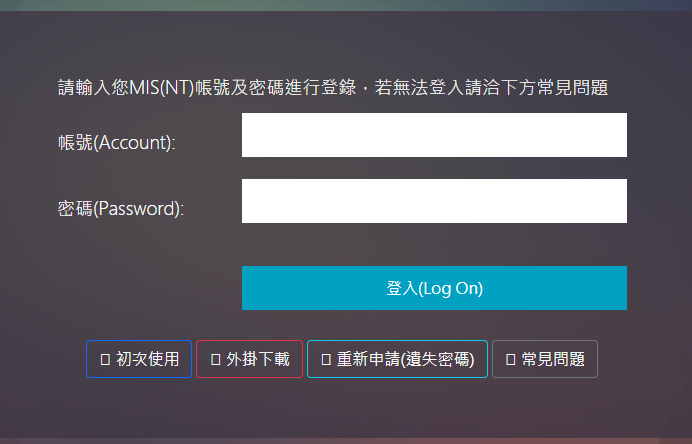 請輸入您MIS(NT)帳號及密碼進行登錄，若無法登入請洽下方常見問題
帳號(Account):
密碼(Password):
登入(Log On)
初次使用 外掛下載 重新申請(遺失密碼) 常見問題